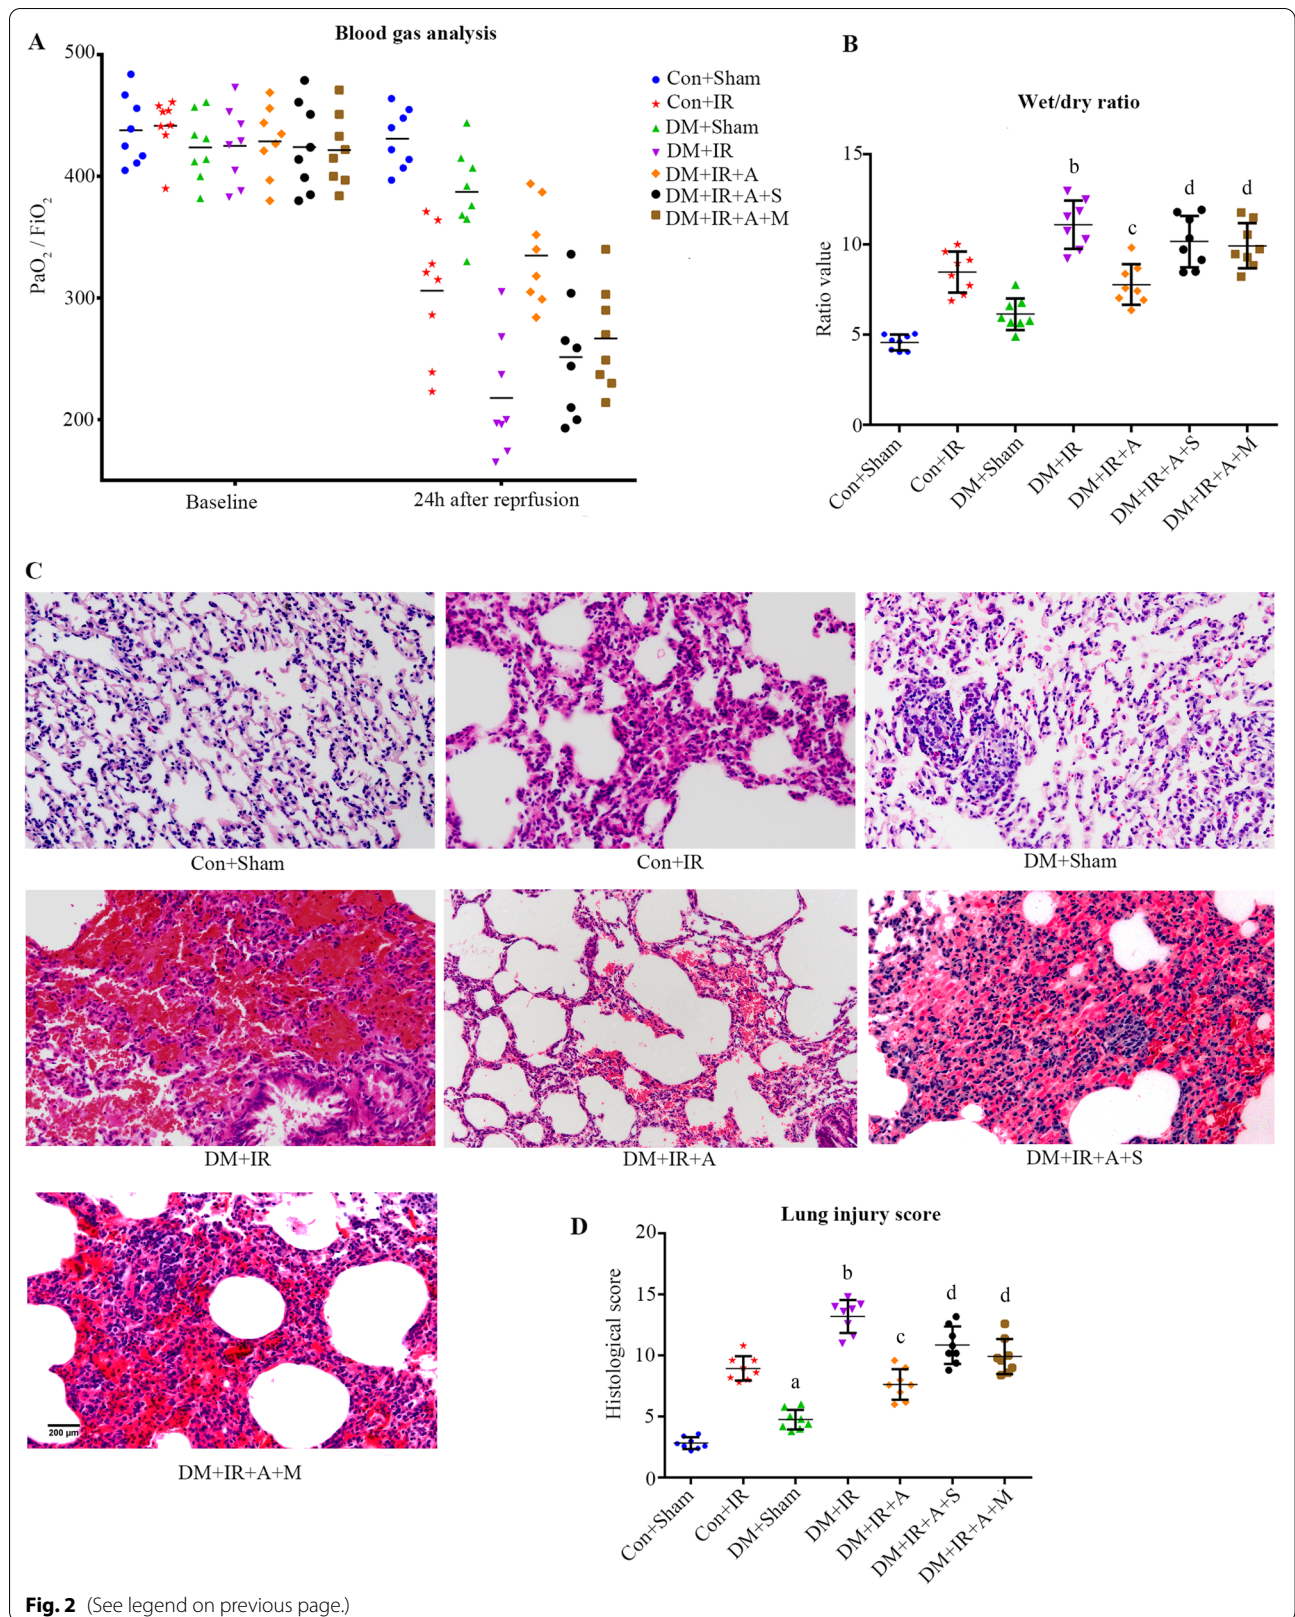 A
Blood gas analysis
500
400
300
200
PaO2 / FiO2
Baseline
24h after reprfusion
Con+Sham
Con+IR
DM+Sham
DM+IR
DM+IR+A
DM+IR+A+S
DM+IR+A+M
B
Wet/dry ratio
15
10
5
0
Ratio value
b
c
d
d
Con+Sham
Con+IR
DM+Sham
DM+IR
DM+IR+A
DM+IR+A+S
DM+IR+A+M
C
Con+Sham
Con+IR
DM+Sham
DM+IR
DM+IR+A
DM+IR+A+S
200 µm
DM+IR+A+M
D
Lung injury score
20
15
10
5
0
Histological score
a
b
c
d
d
Con+Sham
Con+IR
DM+Sham
DM+IR
DM+IR+A
DM+IR+A+S
DM+IR+A+M
Fig. 2 (See legend on previous page.)